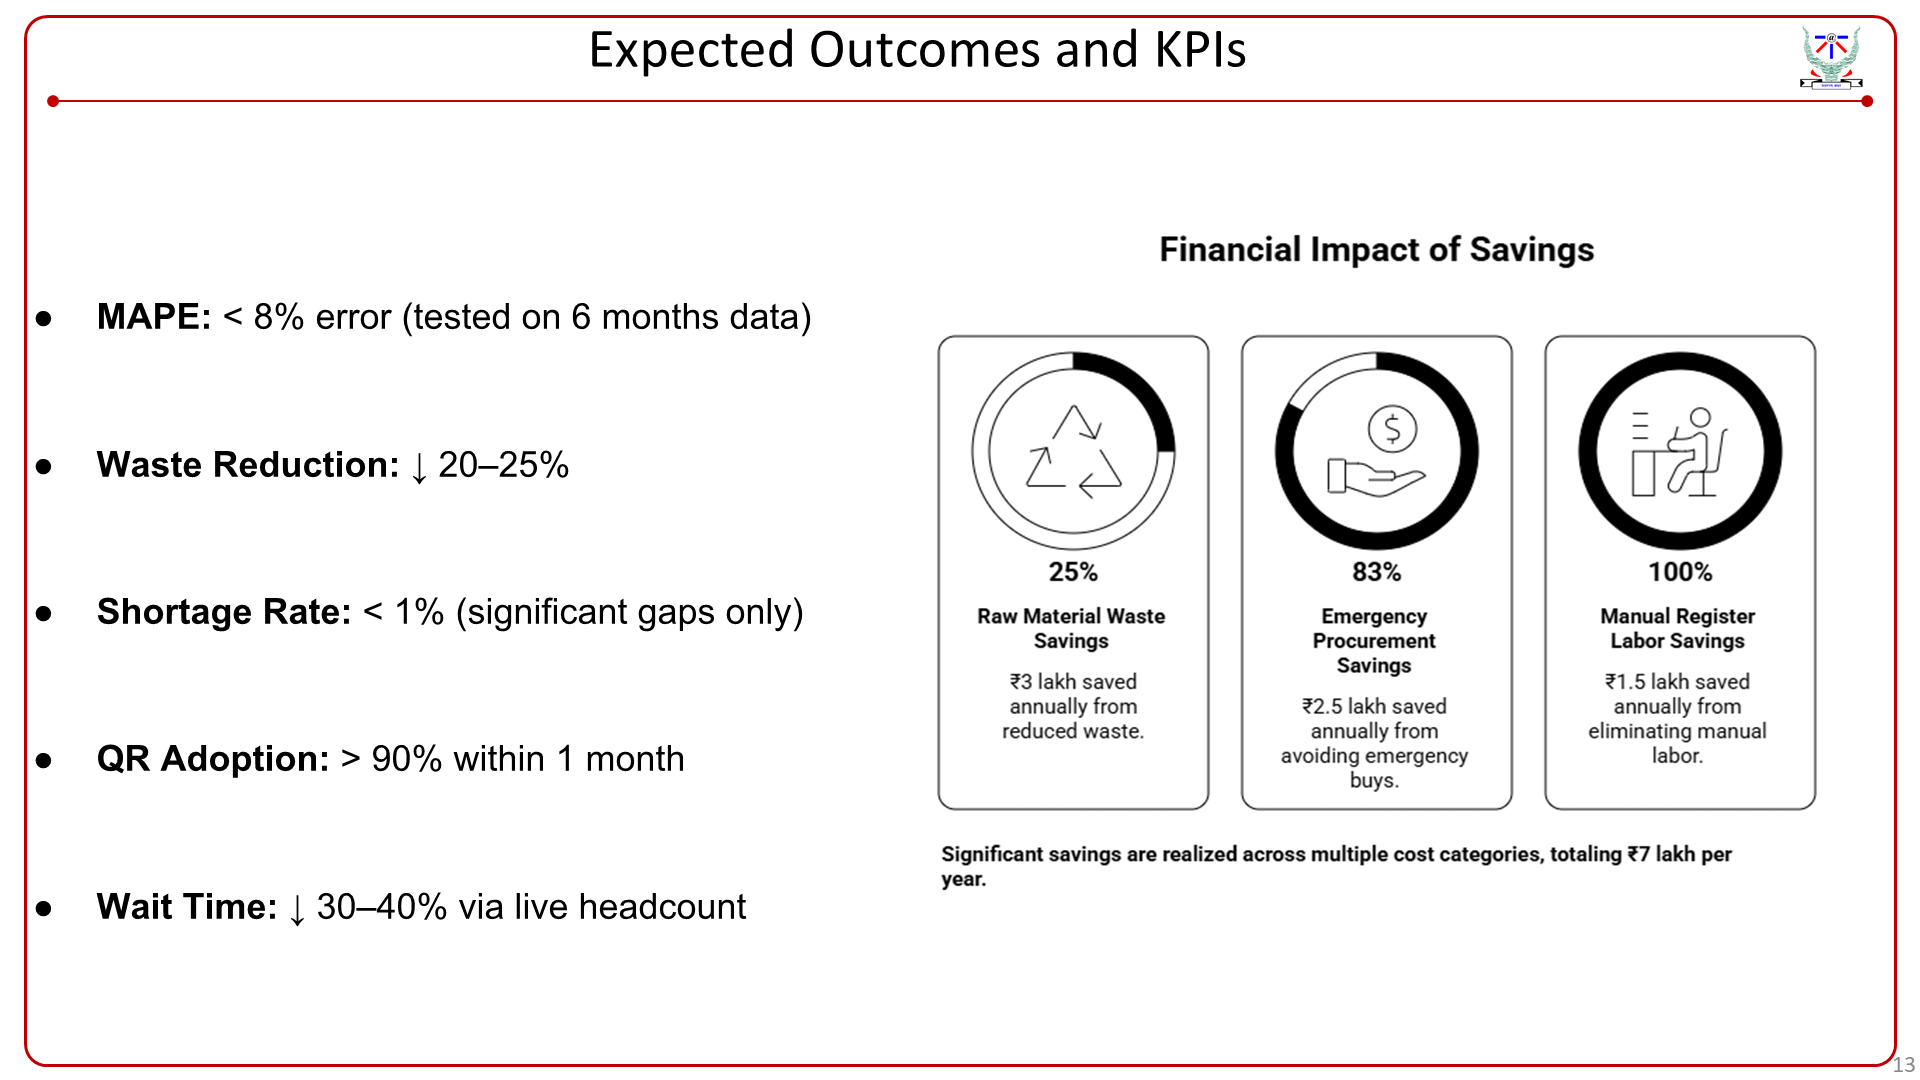 Expected Outcomes and KPIs
● MAPE: < 8% error (tested on 6 months data)
● Waste Reduction: ↓ 20–25%
● Shortage Rate: < 1% (significant gaps only)
● QR Adoption: > 90% within 1 month
● Wait Time: ↓ 30–40% via live headcount
Financial Impact of Savings
25%
Raw Material Waste
Savings
₹3 lakh saved
annually from
reduced waste.
$
83%
Emergency
Procurement
Savings
₹2.5 lakh saved
annually from
avoiding emergency
buys.
100%
Manual Register
Labor Savings
₹1.5 lakh saved
annually from
eliminating manual
labor.
Significant savings are realized across multiple cost categories, totaling ₹7 lakh per
year.
13